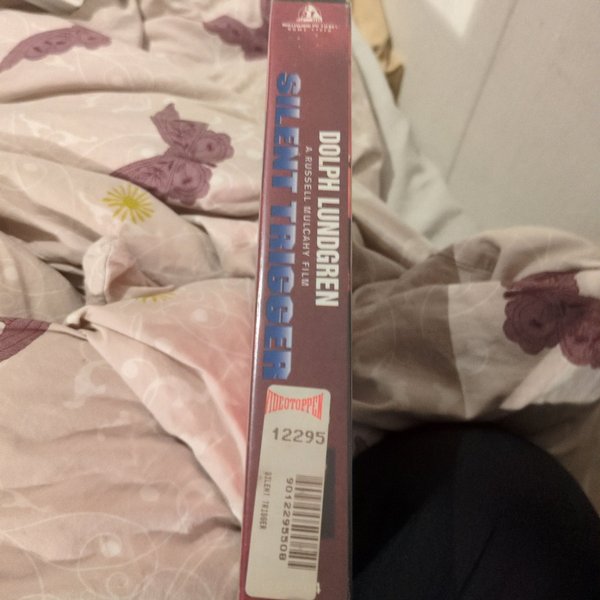 DOLPH LUNDGREN
A RUSSELL MULCAHY FILM
SILENT TRIGGER
VIDEOTOPPEN
12295
9012295508
SILENT TRIGGER